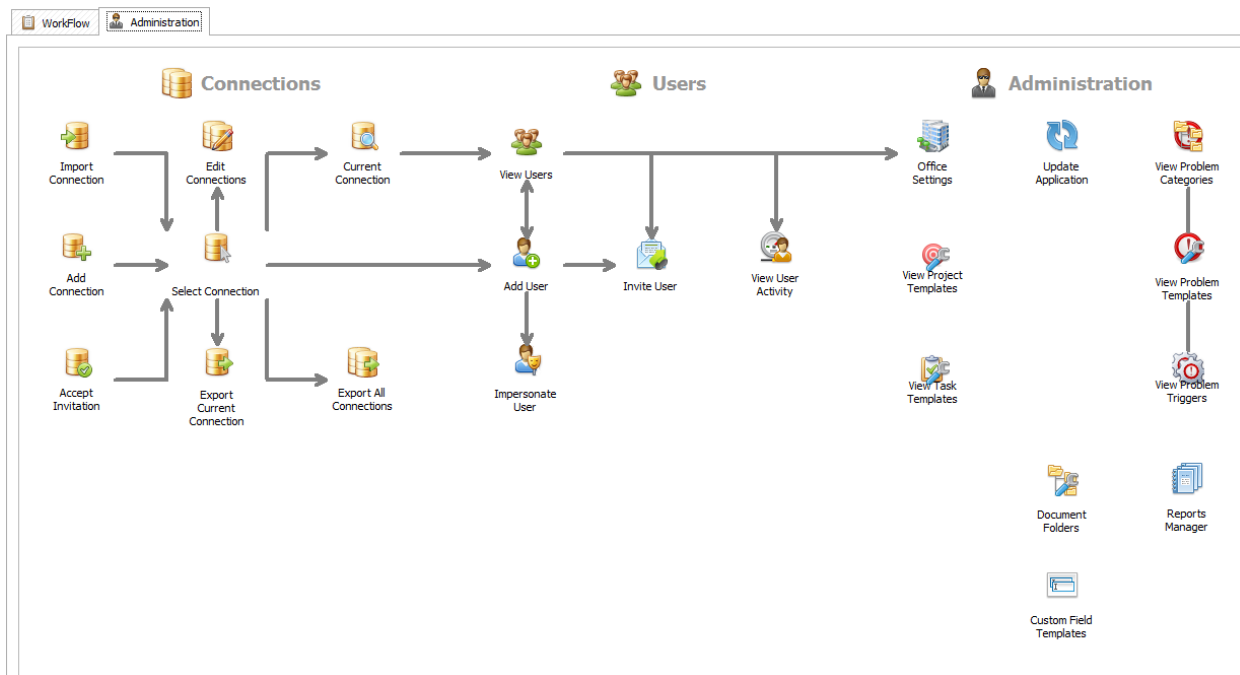 WorkFlow
Administration
Connections
Users
Administration
Import
Connection
Edit
Connections
Current
Connection
View Users
Office
Settings
Update
Application
View Problem
Categories
Add
Connection
Select Connection
Add User
Invite User
View User
Activity
View Project
Templates
View Problem
Templates
Accept
Invitation
Export
Current
Connection
Export All
Connections
Impersonate
User
View Task
Templates
View Problem
Triggers
Document
Folders
Reports
Manager
Custom Field
Templates